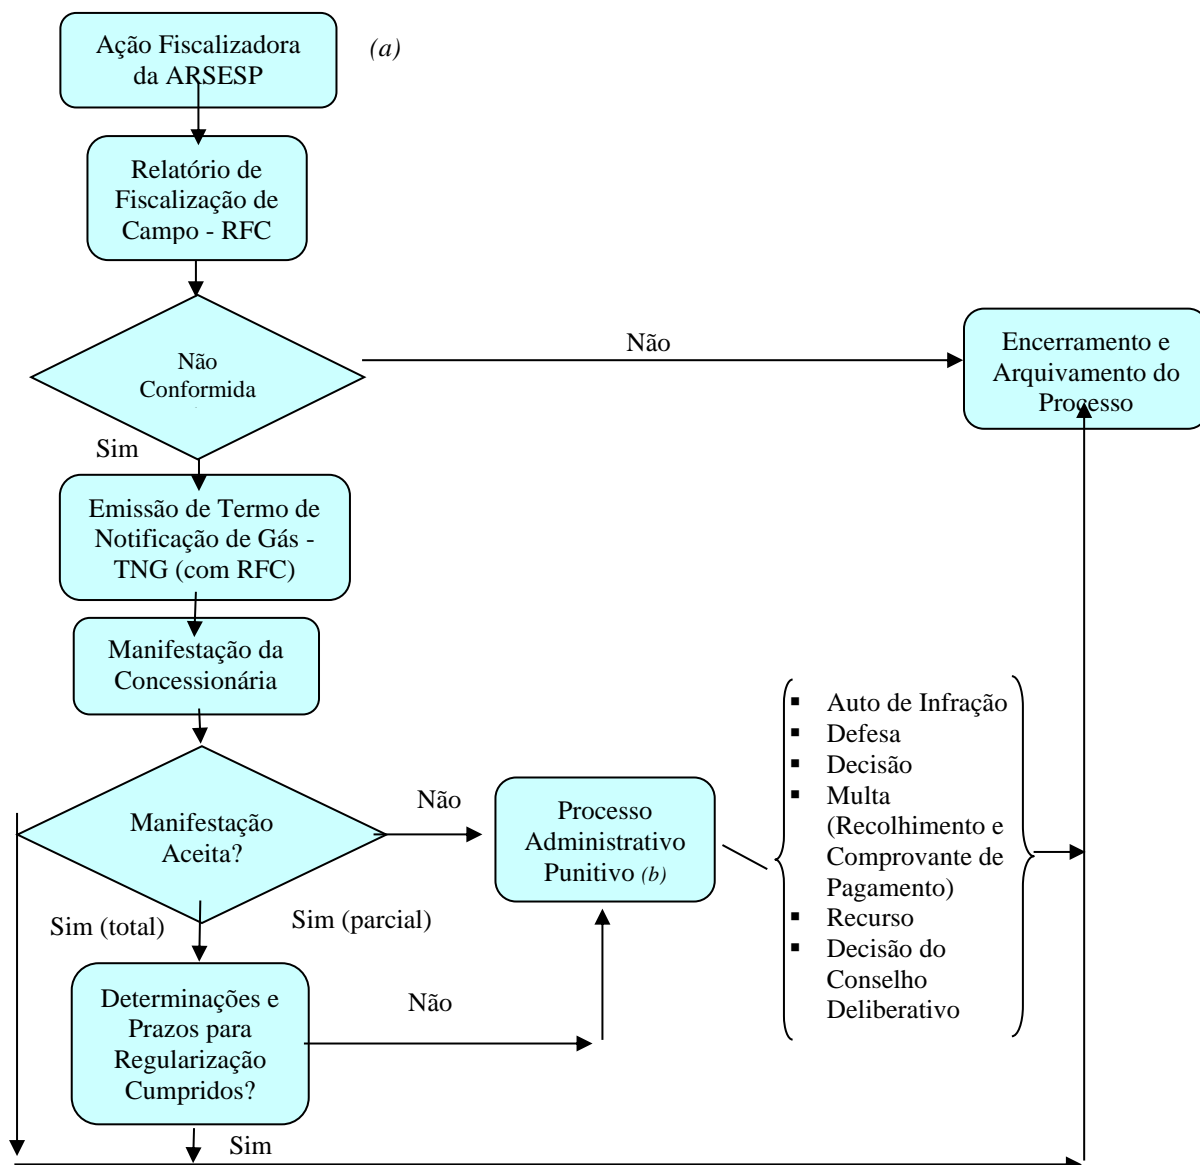 Ação Fiscalizadora
da ARSESP
(a)
Relatório de
Fiscalização de
Campo - RFC
Não
Conformida
Não
Encerramento e
Arquivamento do
Processo
Sim
Emissão de Termo de
Notificação de Gás -
TNG (com RFC)
Manifestação da
Concessionária
Manifestação
Aceita?
Não
Processo
Administrativo
Punitivo (b)
▪ Auto de Infração
▪ Defesa
▪ Decisão
▪ Multa
(Recolhimento e
Comprovante de
Pagamento)
▪ Recurso
▪ Decisão do
Conselho
Deliberativo
Sim (total)
Sim (parcial)
Determinações e
Prazos para
Regularização
Cumpridos?
Não
Sim